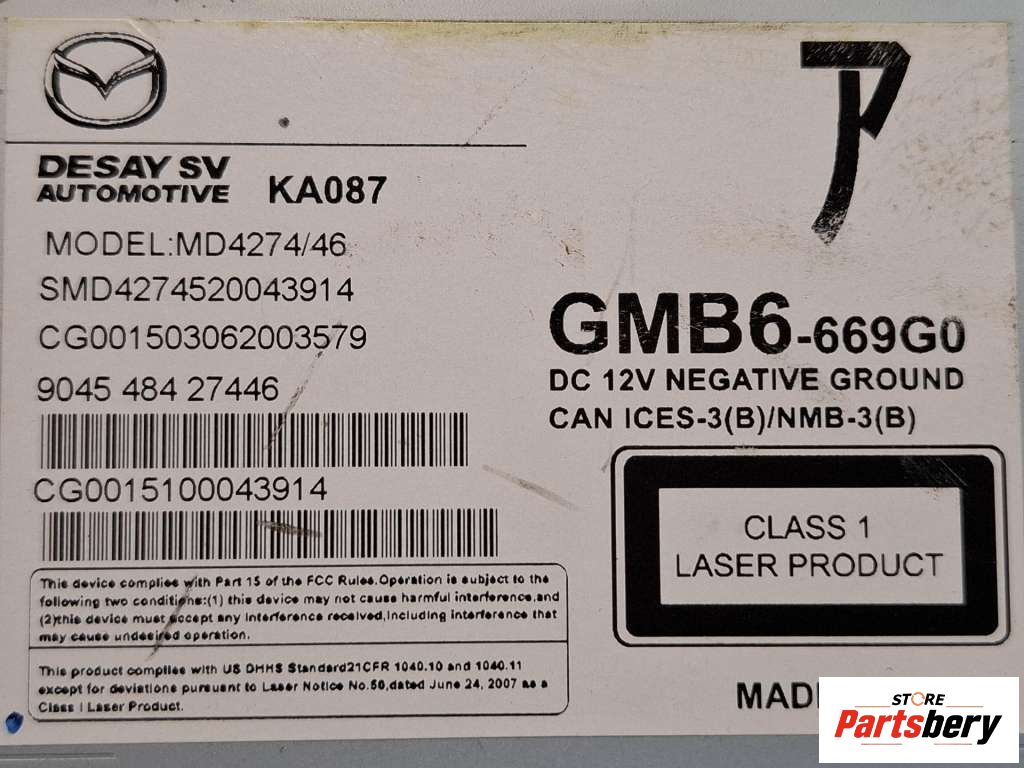 DESAY SV
AUTOMOTIVE KA087
MODEL:MD4274/46
SMD4274520043914
CG001503062003579
9045 484 27446
CG0015100043914
This device complies with Part 15 of the FCC Rules.Operation is subject to the
following two conditions:(1) this device may not cause harmful interference,and
(2)this device must accept any interference received,including interference that
may cause undesired operation.
This product complies with US DHHS Standard21CFR 1040.10 and 1040.11
except for deviations pursuant to Laser Notice No.50,dated June 24, 2007 as a
Class I Laser Product.
GMB6-669G0
DC 12V NEGATIVE GROUND
CAN ICES-3(B)/NMB-3(B)
CLASS 1
LASER PRODUCT
MADE
STORE
Partsbery